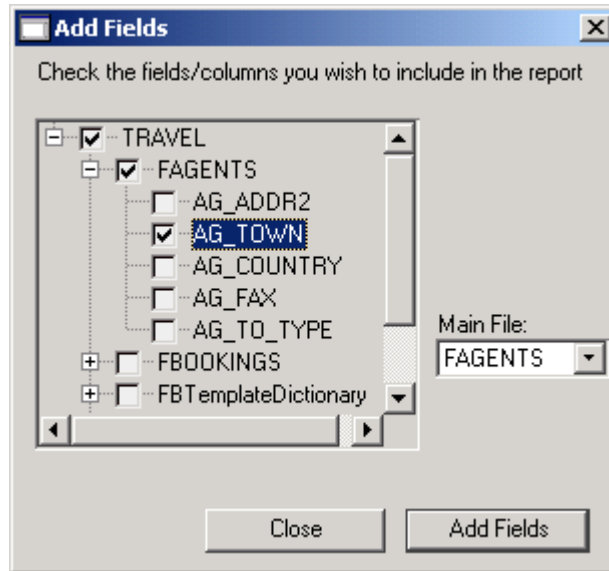 Add Fields
Check the fields/columns you wish to include in the report
TRAVEL
FAGENTS
AG_ADDR2
AG_TOWN
AG_COUNTRY
AG_FAX
AG_TO_TYPE
FBOOKINGS
FBTemplateDictionary
Main File:
FAGENTS
Close
Add Fields